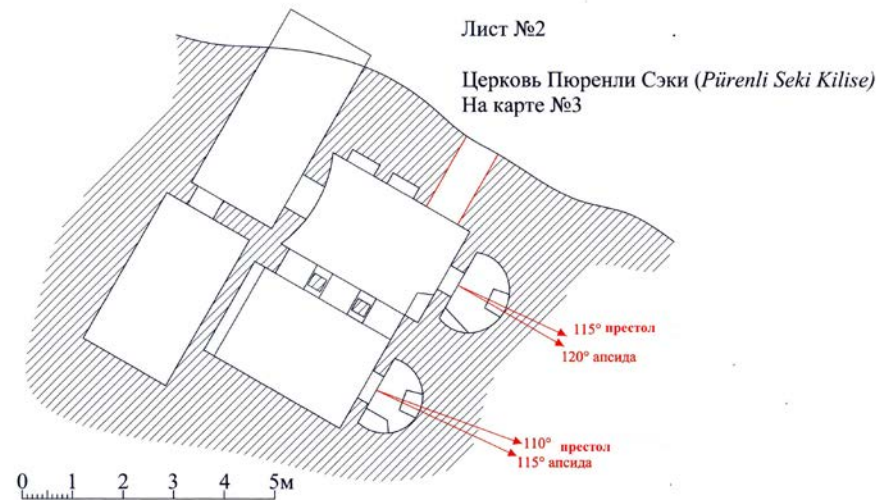 Лист №2
Церковь Пюренли Сэки (Pürenli Seki Kilise)
На карте №3
115° престол
120° апсида
110° престол
115° апсида
0 1 2 3 4 5м